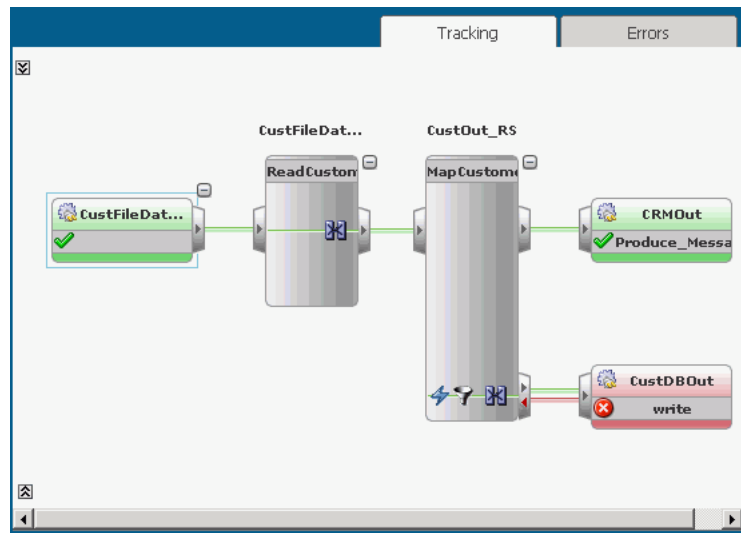 Tracking
Errors
CustFileDat...
CustOut_RS
ReadCustom
MapCustome
CustFileDat...
CRMOut
Produce_Messa
CustDBOut
write